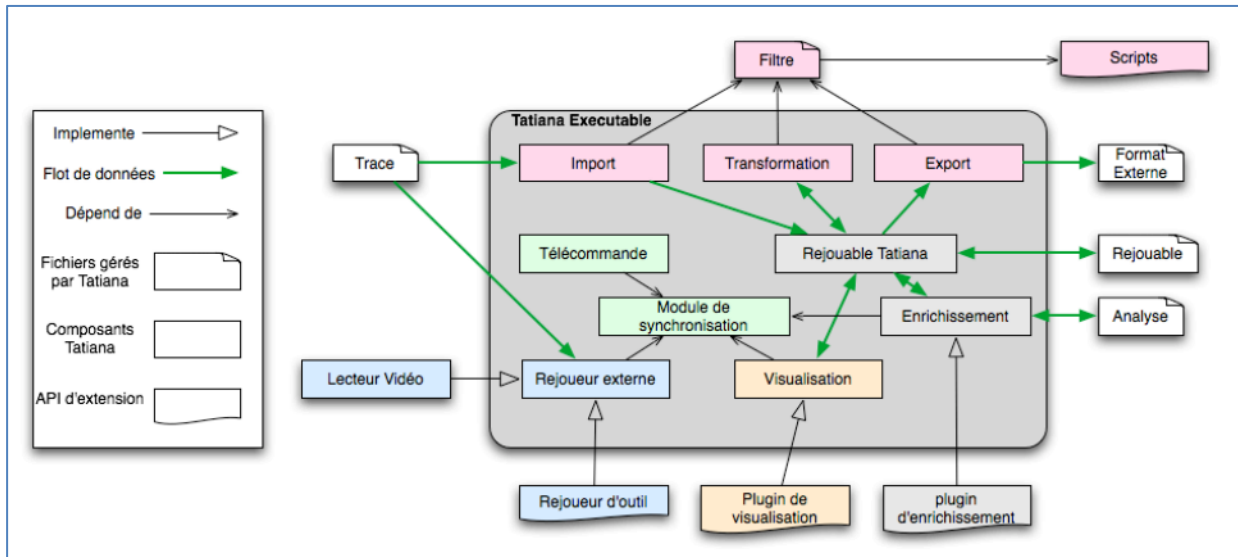 Filtre
Scripts
Tatiana Executable
Implemente
Trace
Import
Transformation
Export
Format
Externe
Flot de données
Dépend de
Télécommande
Rejouable Tatiana
Rejouable
Fichiers gérés
par Tatiana
Module de
synchronisation
Enrichissement
Analyse
Composants
Tatiana
Lecteur Vidéo
Rejoueur externe
Visualisation
API d'extension
Rejoueur d'outil
Plugin de
visualisation
plugin
d'enrichissement